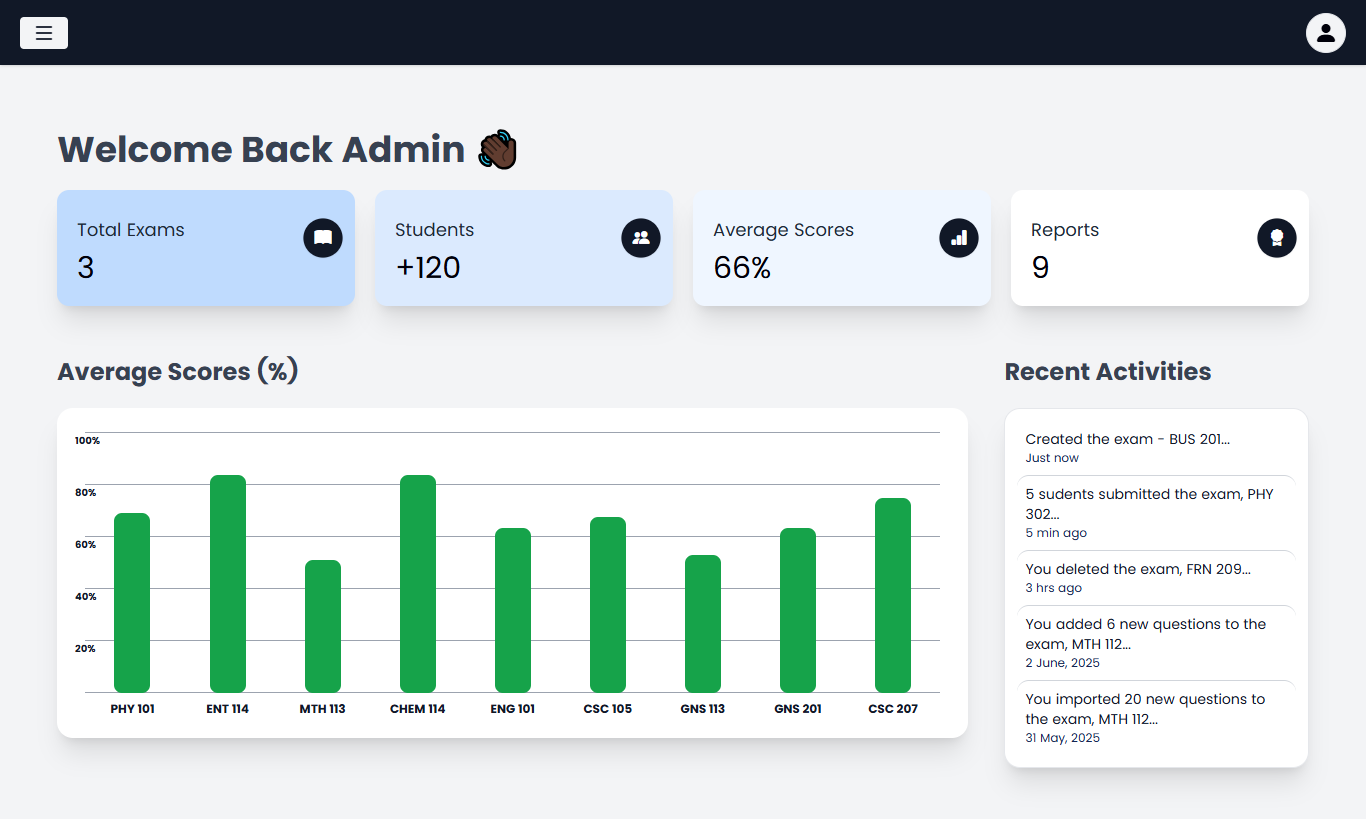 Welcome Back Admin
Total Exams
3
Students
+120
Average Scores
66%
Reports
9
Average Scores (%)
100%
80%
60%
40%
20%
PHY 101
ENT 114
MTH 113
CHEM 114
ENG 101
CSC 105
GNS 113
GNS 201
CSC 207
Recent Activities
Created the exam - BUS 201...
Just now
5 sudents submitted the exam, PHY
302...
5 min ago
You deleted the exam, FRN 209...
3 hrs ago
You added 6 new questions to the
exam, MTH 112...
2 June, 2025
You imported 20 new questions to
the exam, MTH 112...
31 May, 2025